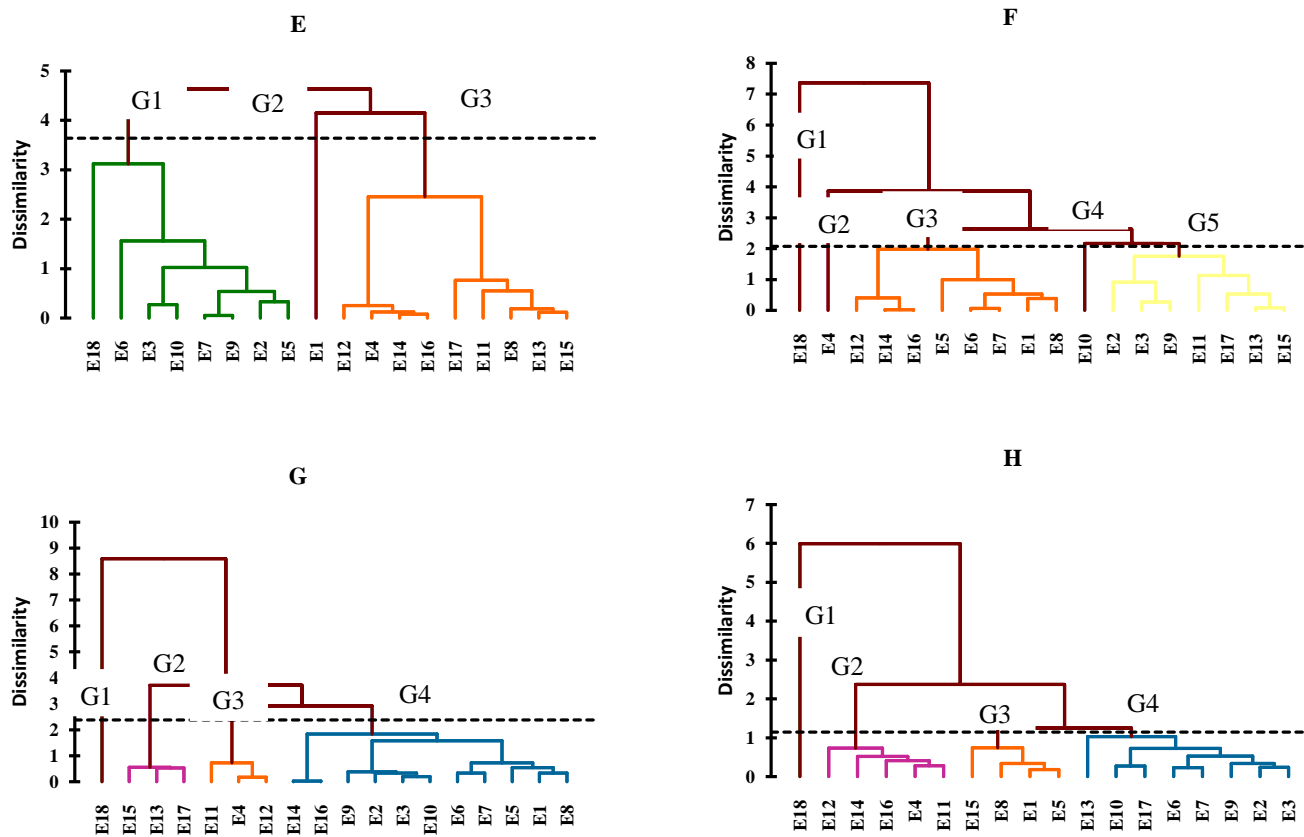 E
5
4
3
2
1
0
Dissimilarity
G1
G2
G3
E18 E6 E3 E10 E7 E9 E2 E5 E1 E12 E4 E14 E16 E17 E11 E8 E13 E15
F
8
7
6
5
4
3
2
1
0
Dissimilarity
G1
G2
G3
G4
G5
E18 E4 E12 E14 E16 E5 E6 E7 E1 E8 E10 E2 E3 E9 E11 E17 E13 E15
G
10
9
8
7
6
5
4
3
2
1
0
Dissimilarity
G1
G2
G3
G4
E18 E15 E13 E17 E11 E4 E12 E14 E16 E9 E2 E3 E10 E6 E7 E5 E1 E8
H
7
6
5
4
3
2
1
0
Dissimilarity
G1
G2
G3
G4
E18 E12 E14 E16 E4 E11 E15 E8 E1 E5 E13 E10 E17 E6 E7 E9 E2 E3